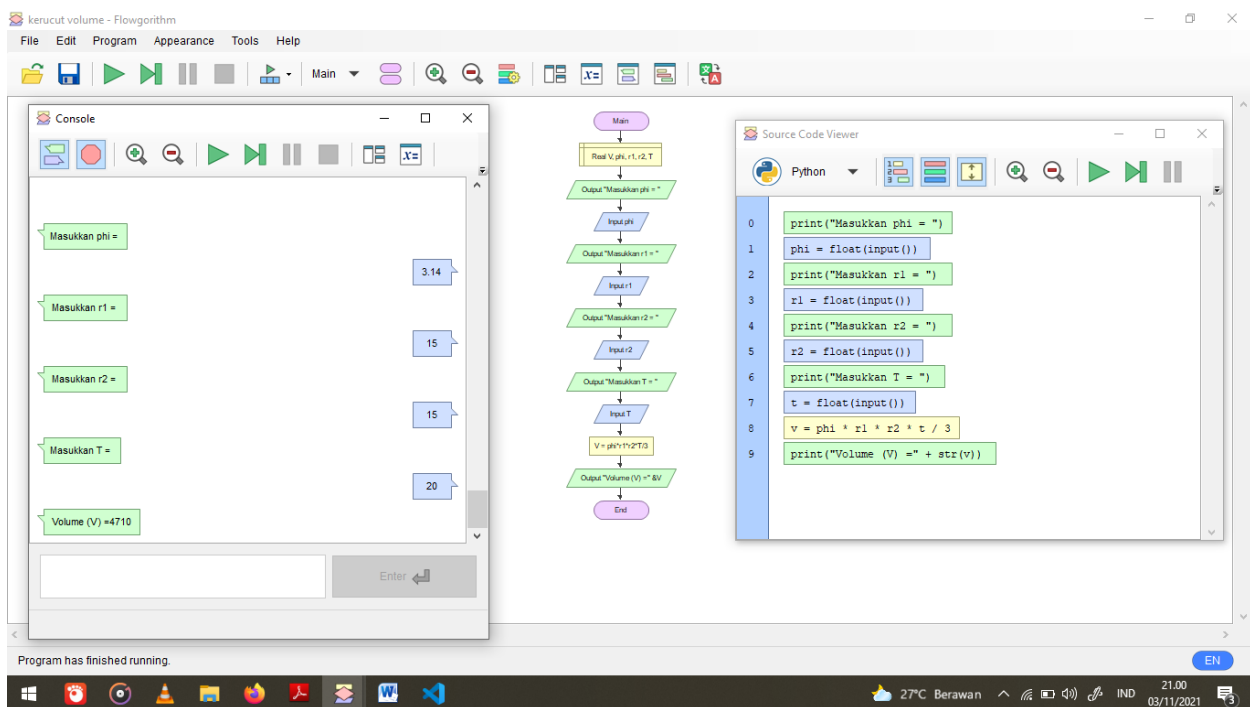 kerucut volume - Flowgorithm
File Edit Program Appearance Tools Help
Main
Console
Masukkan phi =
3.14
Masukkan r1 =
15
Masukkan r2 =
15
Masukkan T =
20
Volume (V) =4710
Enter
Main
Real V, phi, r1, r2, T
Output "Masukkan phi = "
Input phi
Output "Masukkan r1 = "
Input r1
Output "Masukkan r2 = "
Input r2
Output "Masukkan T = "
Input T
V = phi*r1*r2*T/3
Output "Volume (V) =" &V
End
Source Code Viewer
Python
0 print("Masukkan phi = ")
1 phi = float(input())
2 print("Masukkan r1 = ")
3 r1 = float(input())
4 print("Masukkan r2 = ")
5 r2 = float(input())
6 print("Masukkan T = ")
7 t = float(input())
8 v = phi * r1 * r2 * t / 3
9 print("Volume (V) =" + str(v))
Program has finished running.
EN
27°C Berawan
IND
21.00
03/11/2021
3